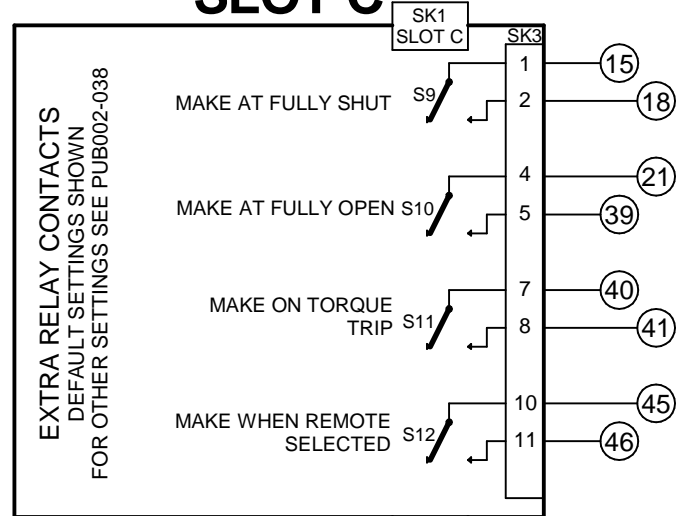 SLOT C
SK1
SLOT C
SK3
EXTRA RELAY CONTACTS
DEFAULT SETTINGS SHOWN
FOR OTHER SETTINGS SEE PUB002-038
MAKE AT FULLY SHUT S9 1 15
2 18
MAKE AT FULLY OPEN S10 4 21
5 39
MAKE ON TORQUE
TRIP S11 7 40
8 41
MAKE WHEN REMOTE
SELECTED S12 10 45
11 46